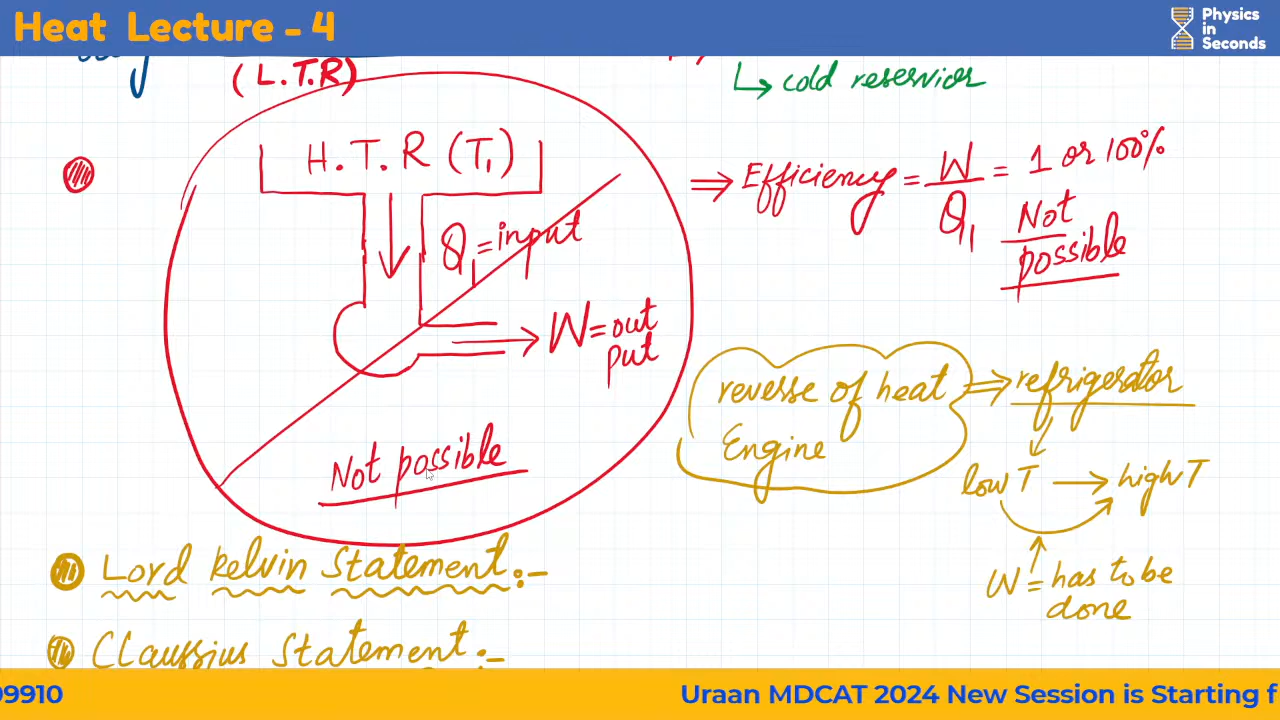 Heat Lecture - 4
Physics
in
Seconds
(L.T.R)
↳ cold reservior
H.T.R (T₁)
Q₁ = input
W = out
put
Not possible
⇒ Efficiency = W/Q₁ = 1 or 100%
Not
possible
revesse of heat
Engine
⇒ refrigerator
low T → high T
W = has to be
done
Lord Kelvin Statement:-
Claussius Statement:-
09910
Uraan MDCAT 2024 New Session is Starting f